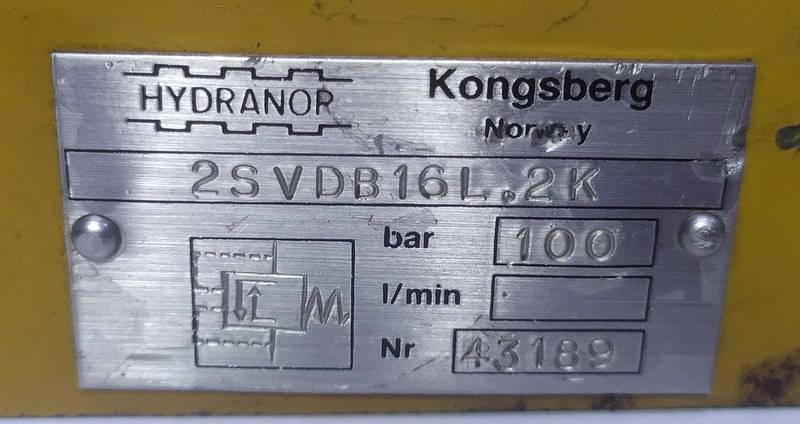 HYDRANOR
Kongsberg
Norway
2SVDB16L.2K
bar 100
l/min
Nr 43189